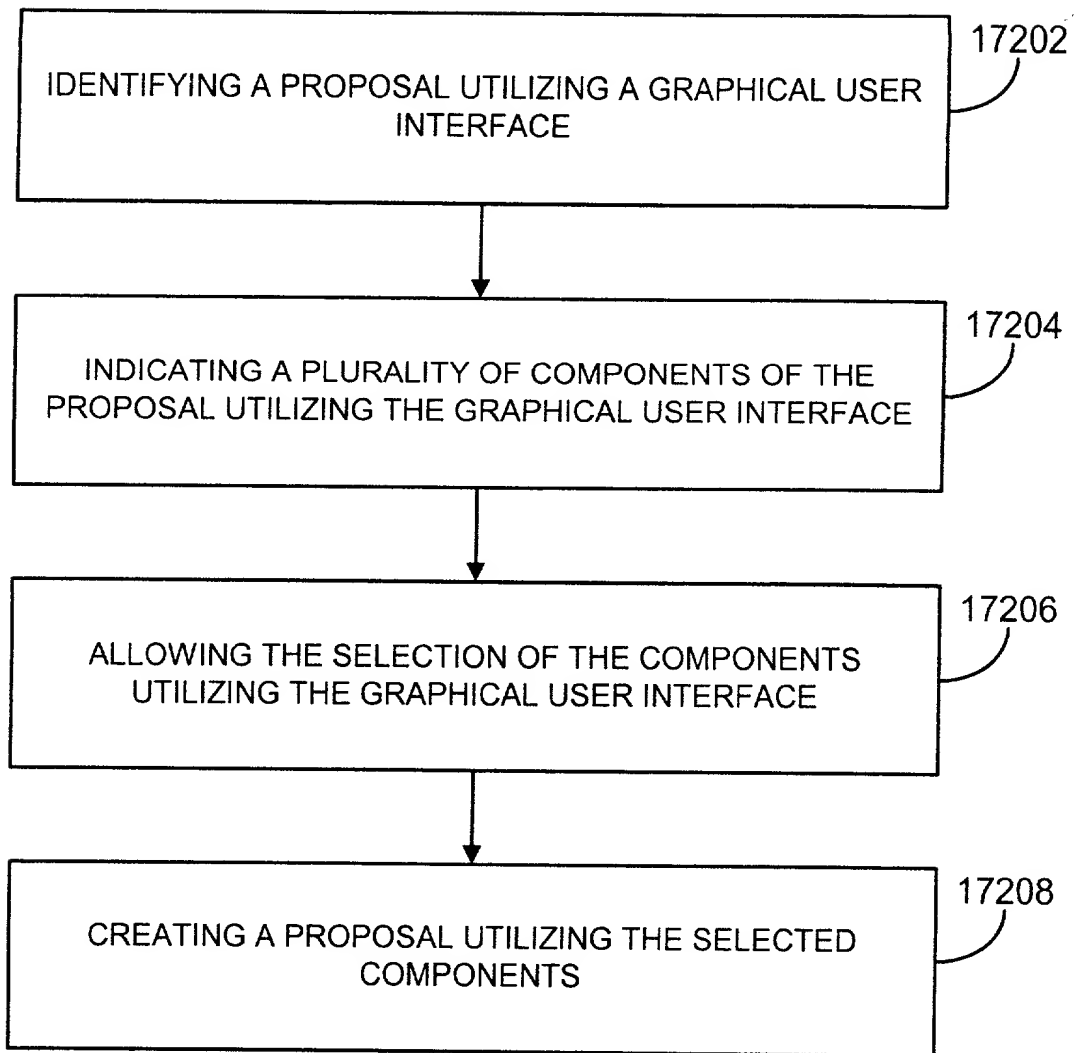 17202
IDENTIFYING A PROPOSAL UTILIZING A GRAPHICAL USER
INTERFACE
17204
INDICATING A PLURALITY OF COMPONENTS OF THE
PROPOSAL UTILIZING THE GRAPHICAL USER INTERFACE
17206
ALLOWING THE SELECTION OF THE COMPONENTS
UTILIZING THE GRAPHICAL USER INTERFACE
17208
CREATING A PROPOSAL UTILIZING THE SELECTED
COMPONENTS